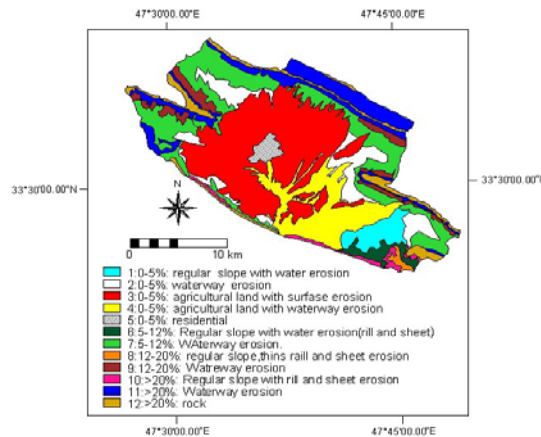 47°30'00.00"E 47°45'00.00"E
33°30'00.00"N 33°30'00.00"N
N
0 10 km
1:0-5%: regular slope with water erosion
2:0-5%: waterway erosion
3:0-5%: agricultural land with surfase erosion
4:0-5%: agricultural land with waterway erosion
5:0-5%: residential
6:5-12%: Regular slope with water erosion(rill and sheet)
7:5-12%: WAterway erosion.
8:12-20%: regular slope,thins raill and sheet erosion
9:12-20%: Watreway erosion
10:>20%: Regular slope with rill and sheet erosion
11:>20%: Waterway erosion
12:>20%: rock
47°30'00.00"E 47°45'00.00"E